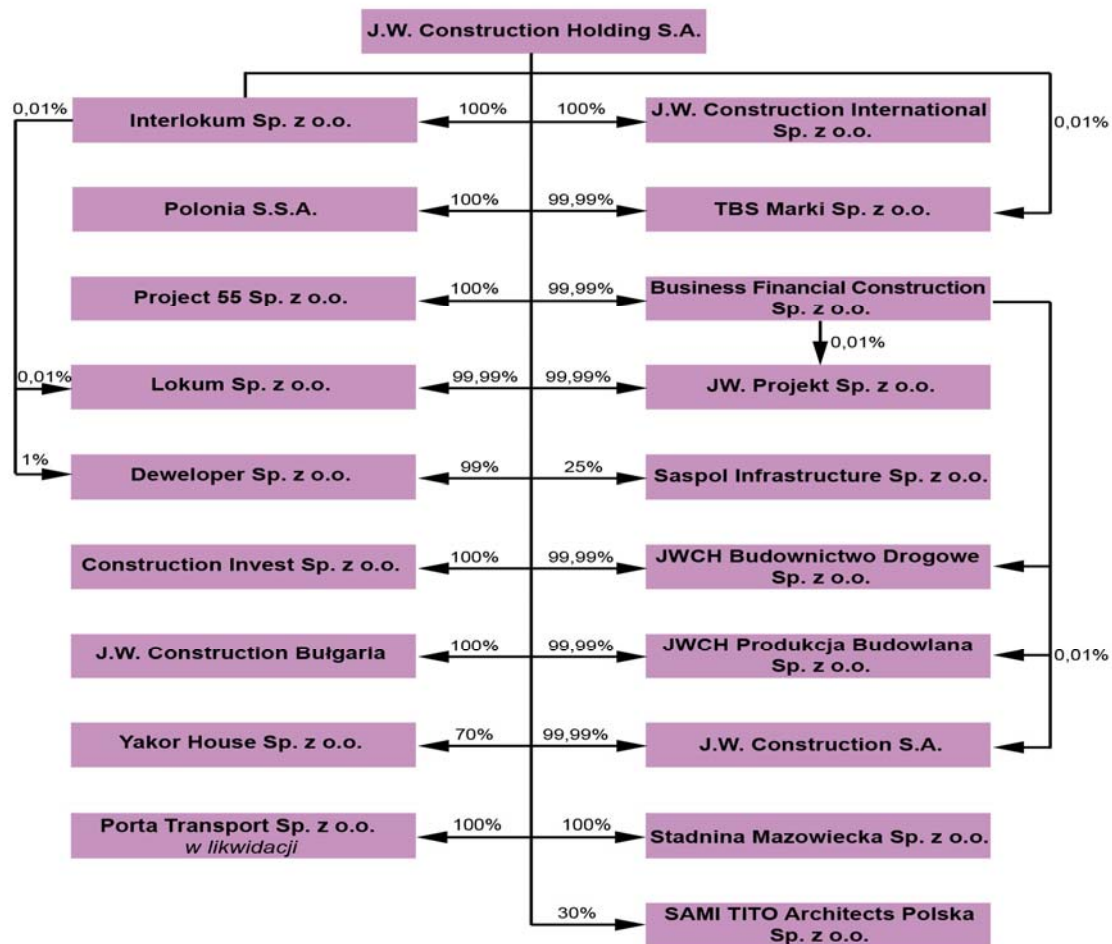 J.W. Construction Holding S.A.
0,01%
Interlokum Sp. z o.o.
100%
100%
J.W. Construction International
Sp. z o.o.
0,01%
Polonia S.S.A.
100%
99,99%
TBS Marki Sp. z o.o.
Project 55 Sp. z o.o.
100%
99,99%
Business Financial Construction
Sp. z o.o.
0,01%
0,01%
Lokum Sp. z o.o.
99,99%
99,99%
JW. Projekt Sp. z o.o.
1%
Deweloper Sp. z o.o.
99%
25%
Saspol Infrastructure Sp. z o.o.
Construction Invest Sp. z o.o.
100%
99,99%
JWCH Budownictwo Drogowe
Sp. z o.o.
J.W. Construction Bułgaria
100%
99,99%
JWCH Produkcja Budowlana
Sp. z o.o.
0,01%
Yakor House Sp. z o.o.
70%
99,99%
J.W. Construction S.A.
Porta Transport Sp. z o.o.
w likwidacji
100%
100%
Stadnina Mazowiecka Sp. z o.o.
30%
SAMI TITO Architects Polska
Sp. z o.o.